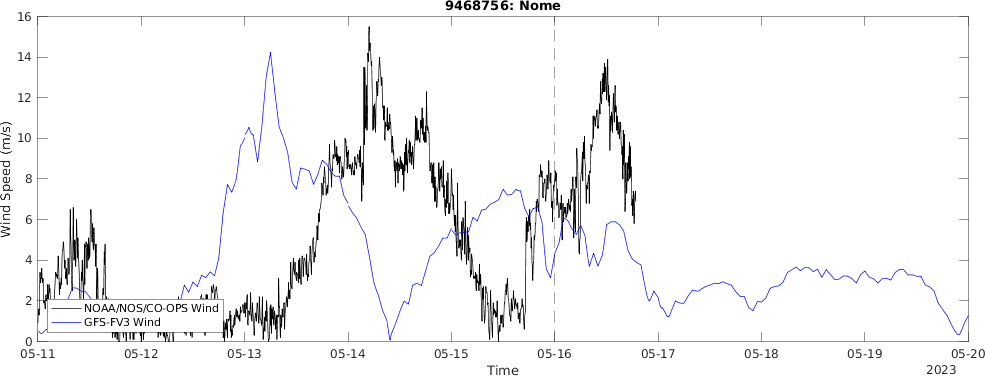 9468756: Nome
16
14
12
10
8
6
4
2
0
Wind Speed (m/s)
NOAA/NOS/CO-OPS Wind
GFS-FV3 Wind
05-11 05-12 05-13 05-14 05-15 05-16 05-17 05-18 05-19 05-20
Time
2023